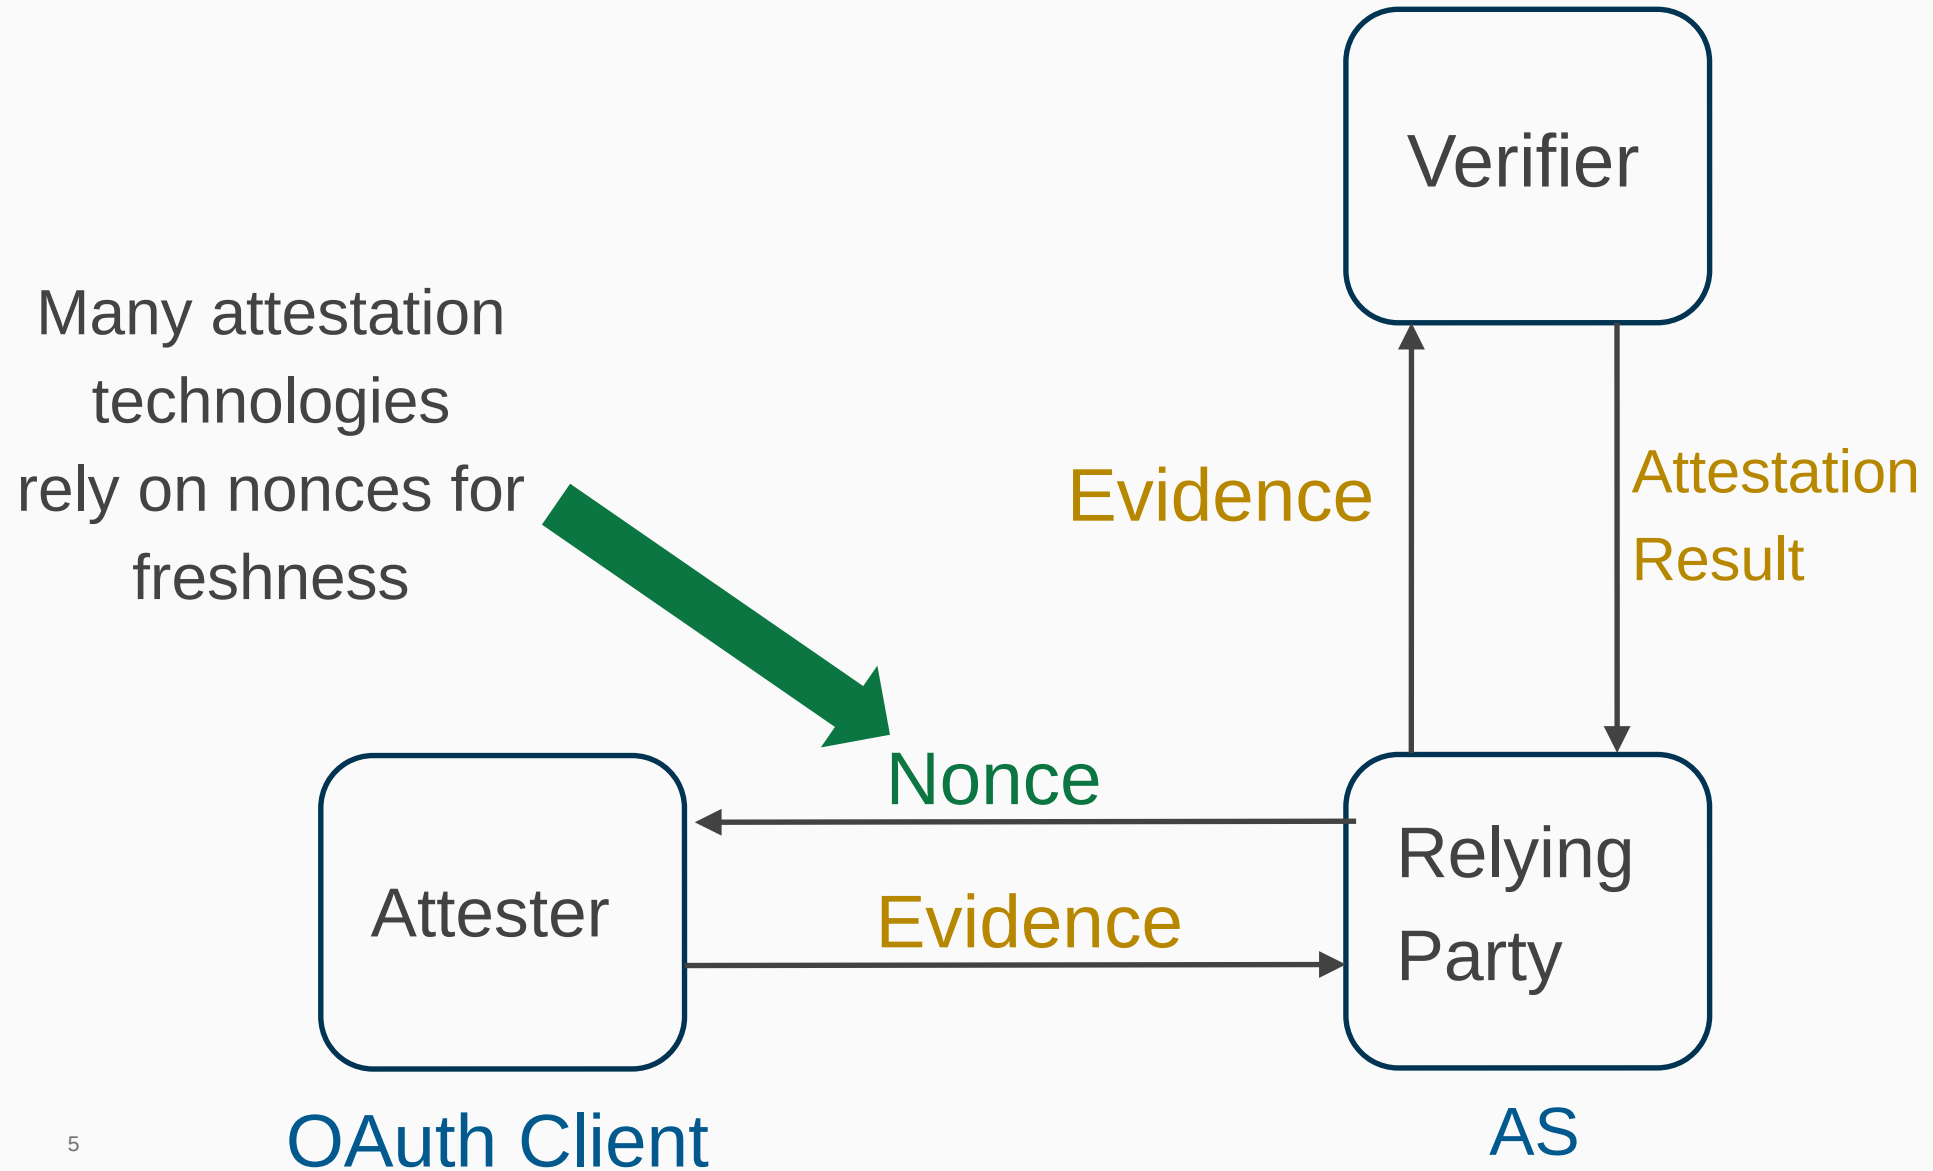 Verifier
Many attestation
technologies
rely on nonces for
freshness
Evidence
Attestation
Result
Nonce
Attester
Evidence
Relying
Party
OAuth Client
AS
5